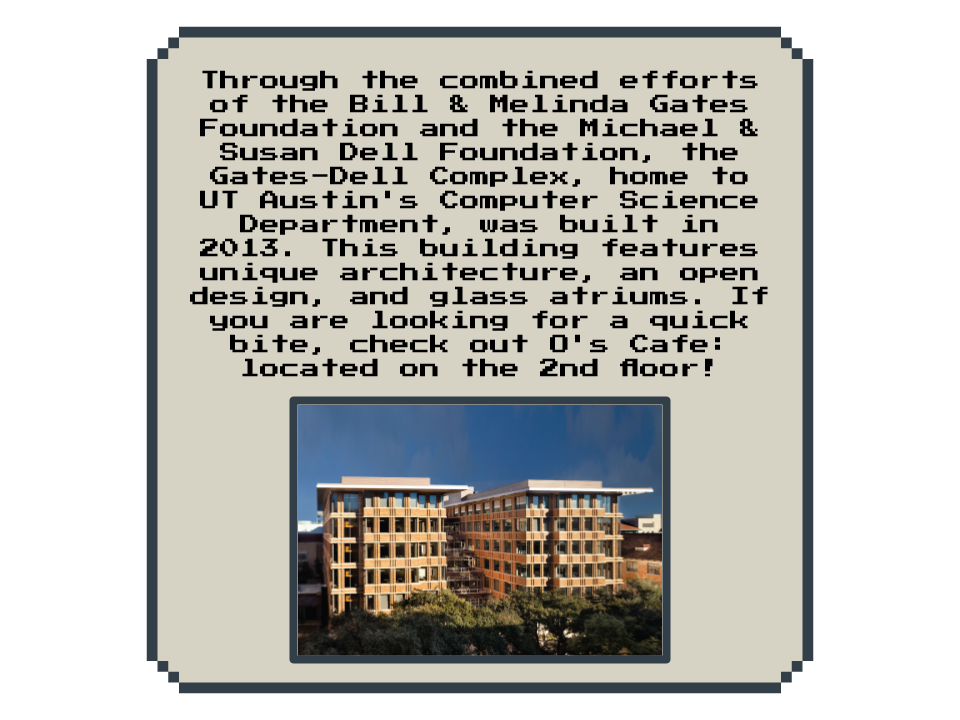 Through the combined efforts
of the Bill & Melinda Gates
Foundation and the Michael &
Susan Dell Foundation, the
Gates-Dell Complex, home to
UT Austin's Computer Science
Department, was built in
2013. This building features
unique architecture, an open
design, and glass atriums. If
you are looking for a quick
bite, check out O's Cafe:
located on the 2nd floor!